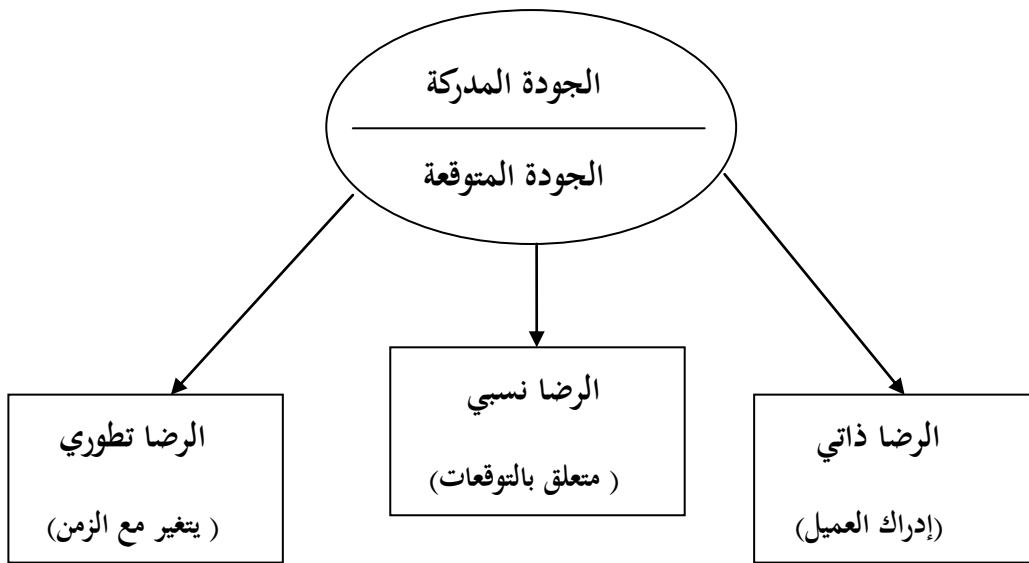 الجودة المدركة
الجودة المتوقعة
الرضا ذاتي
(إدراك العميل)
الرضا نسبي
( متعلق بالتوقعات)
الرضا تطوري
( يتغير مع الزمن)